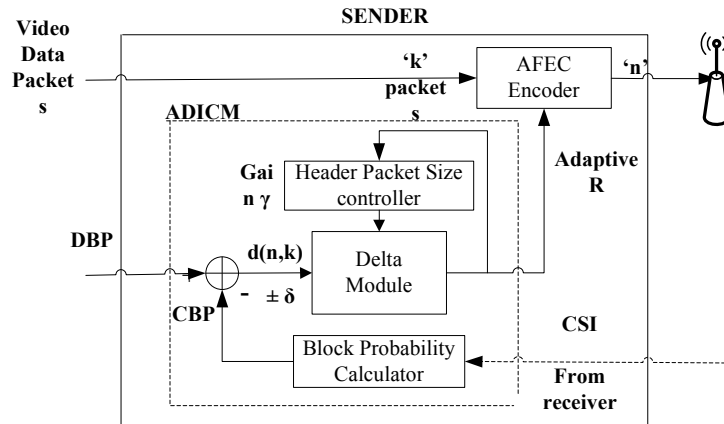 SENDER
Video
Data
Packet
s
‘k’
packet
s
AFEC
Encoder
‘n’
ADICM
Adaptive
R
Gai
n γ
Header Packet Size
controller
DBP
+
-
d(n,k)
± δ
Delta
Module
CBP
CSI
Block Probability
Calculator
From
receiver